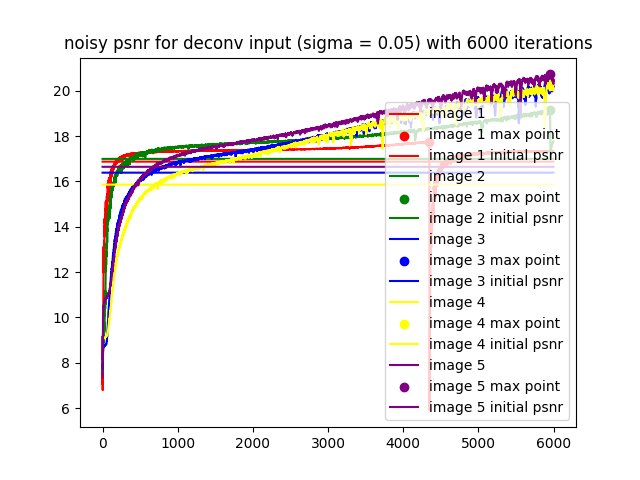 noisy psnr for deconv input (sigma = 0.05) with 6000 iterations
20
18
16
14
12
10
8
6
image 1
image 1 max point
image 1 initial psnr
image 2
image 2 max point
image 2 initial psnr
image 3
image 3 max point
image 3 initial psnr
image 4
image 4 max point
image 4 initial psnr
image 5
image 5 max point
image 5 initial psnr
0 1000 2000 3000 4000 5000 6000